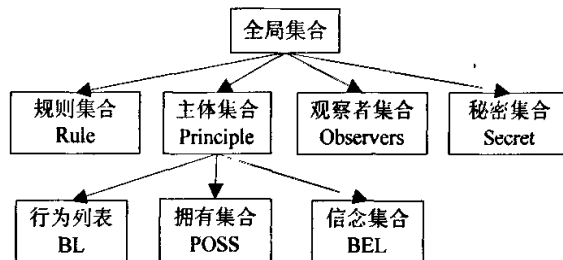 全局集合
规则集合
Rule
主体集合
Principle
观察者集合
Observers
秘密集合
Secret
行为列表
BL
拥有集合
POSS
信念集合
BEL